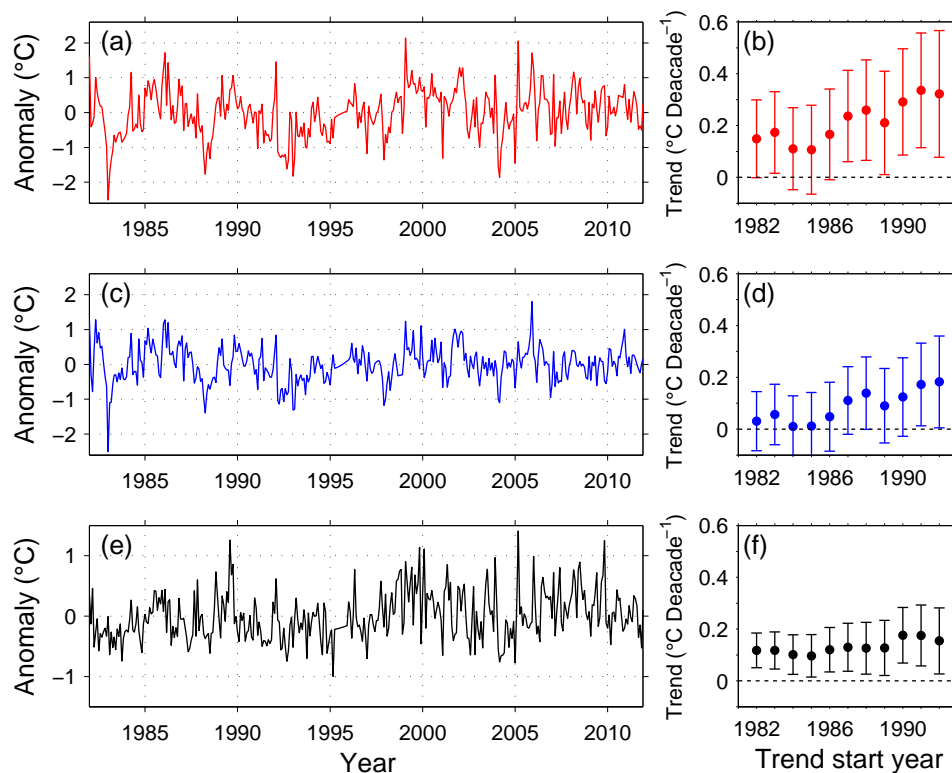 (a)
Anomaly (°C)
2
1
0
−1
−2
1985 1990 1995 2000 2005 2010
(b)
Trend (°C Deacade⁻¹)
0.6
0.4
0.2
0
1982 1986 1990
(c)
Anomaly (°C)
2
1
0
−1
−2
1985 1990 1995 2000 2005 2010
(d)
Trend (°C Deacade⁻¹)
0.6
0.4
0.2
0
1982 1986 1990
(e)
Anomaly (°C)
1
0
−1
1985 1990 1995 2000 2005 2010
Year
(f)
Trend (°C Deacade⁻¹)
0.6
0.4
0.2
0
1982 1986 1990
Trend start year